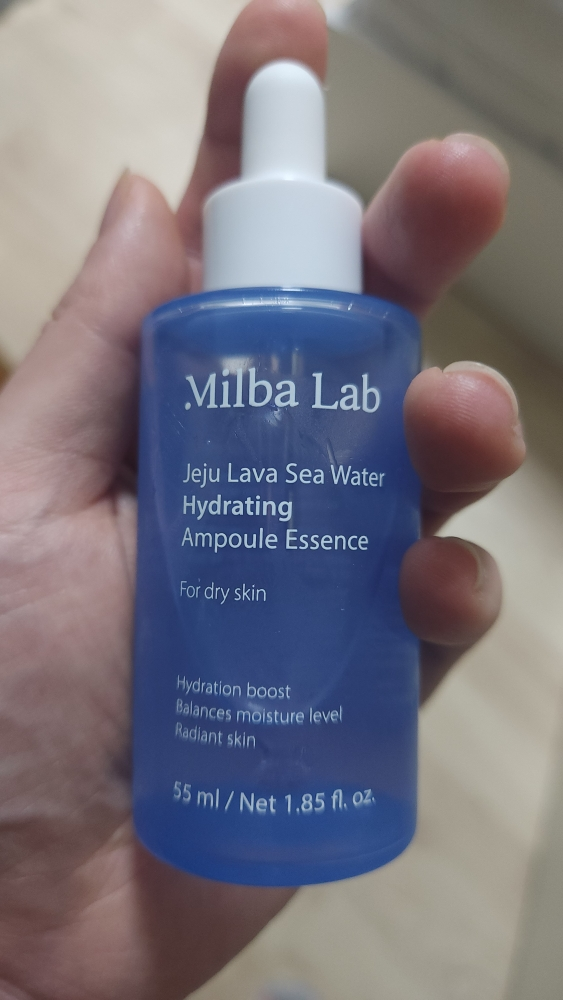 Milba Lab
Jeju Lava Sea Water
Hydrating
Ampoule Essence
For dry skin
Hydration boost
Balances moisture level
Radiant skin
55 ml / Net 1.85 fl. oz.